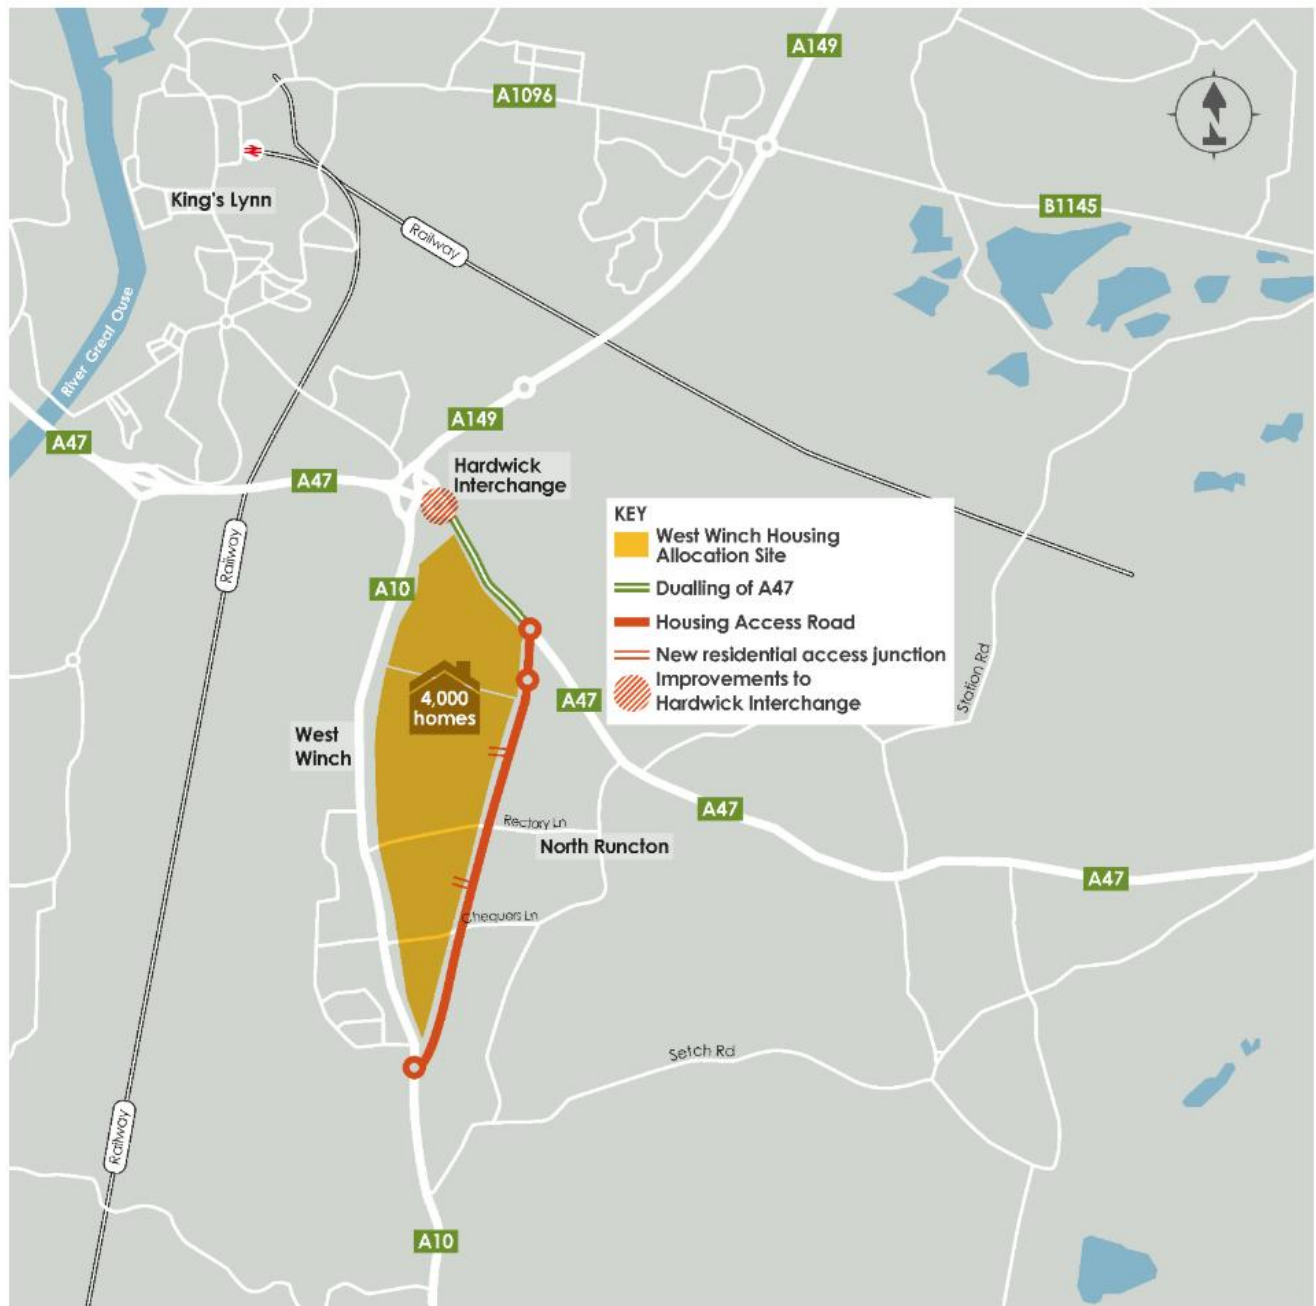 A149
A1096
B1145
King's Lynn
Railway
River Great Ouse
A149
A47
A47
Hardwick
Interchange
KEY
West Winch Housing
Allocation Site
Dualling of A47
Housing Access Road
New residential access junction
Improvements to
Hardwick Interchange
Railway
A10
4,000
homes
A47
Station Rd
West
Winch
A47
Rectory Ln
North Runcton
A47
Chequers Ln
Setch Rd
Railway
A10